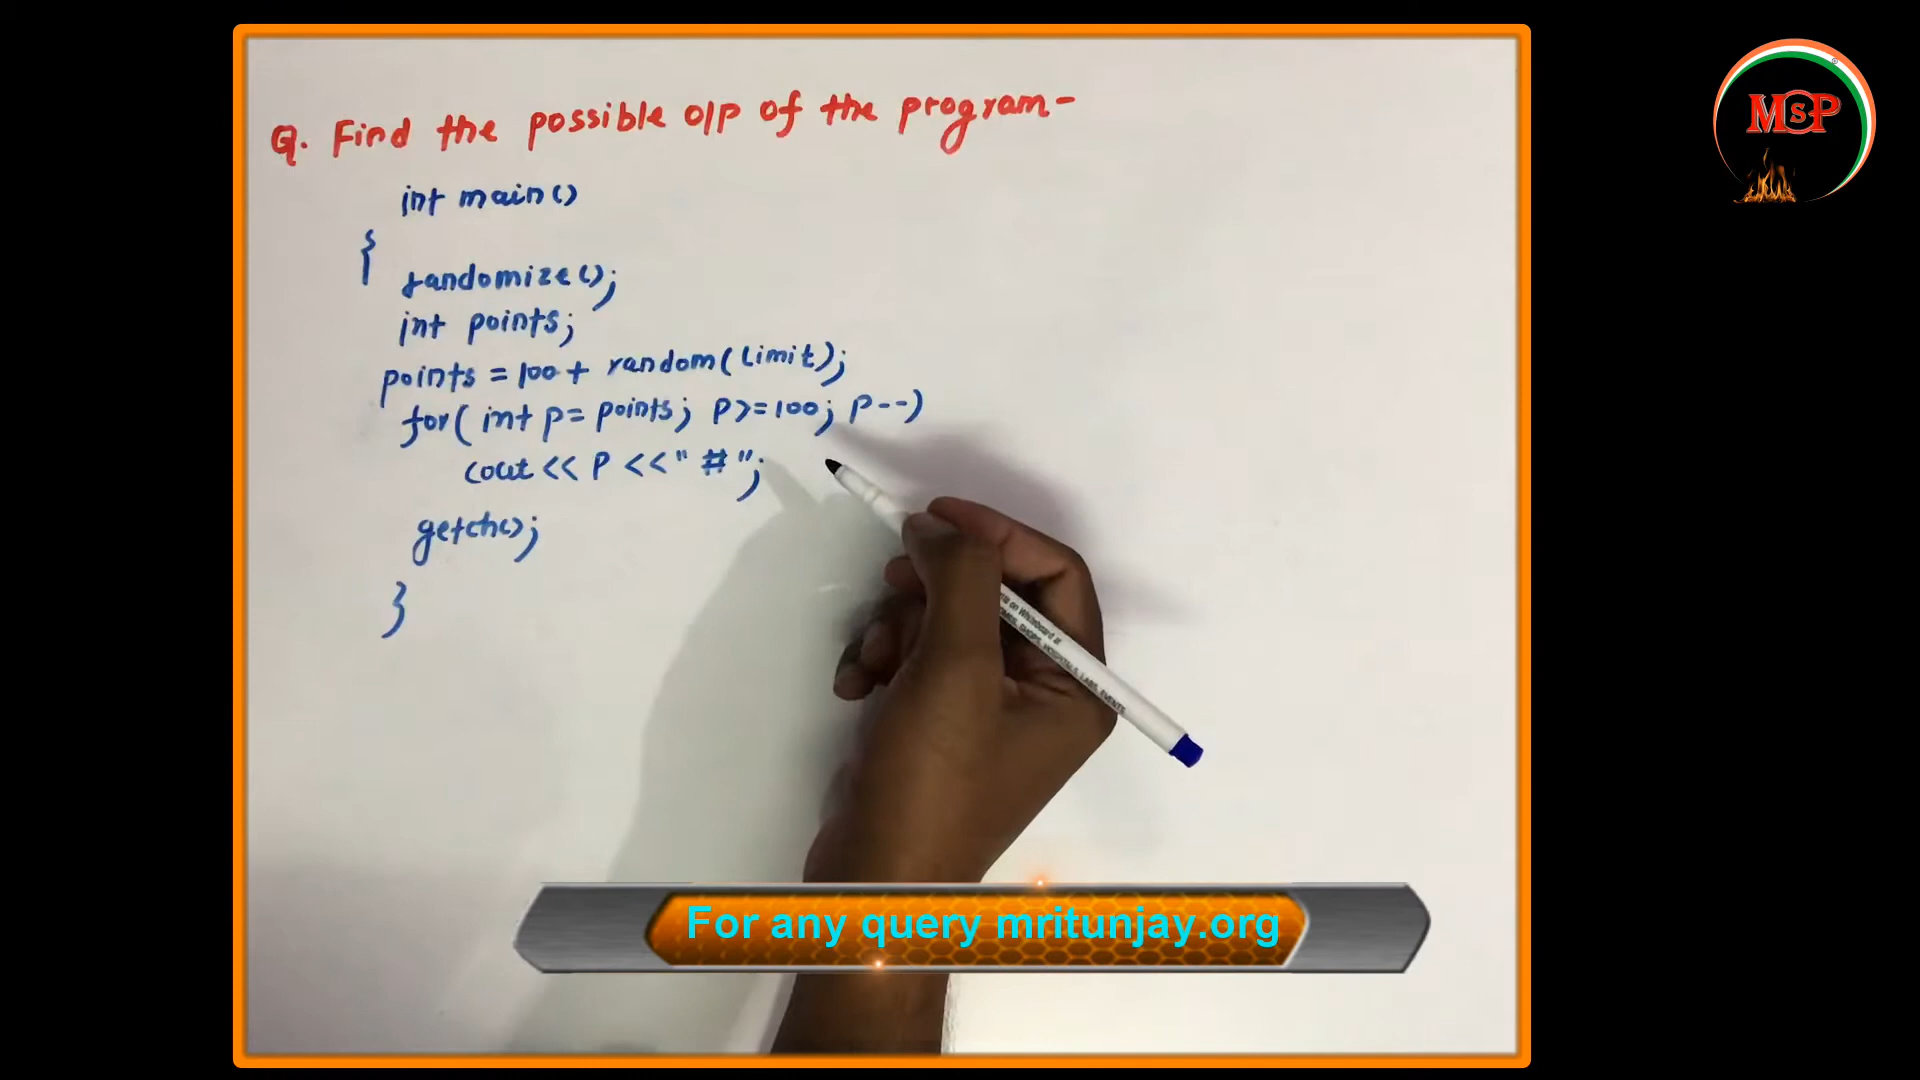 Q. Find the possible o/p of the program-
int main()
{
randomize();
int points;
points = 100 + random(limit);
for( int p= points; p>=100; p--)
cout << p <<" #";
getch();
}
MSP
For any query mritunjay.org